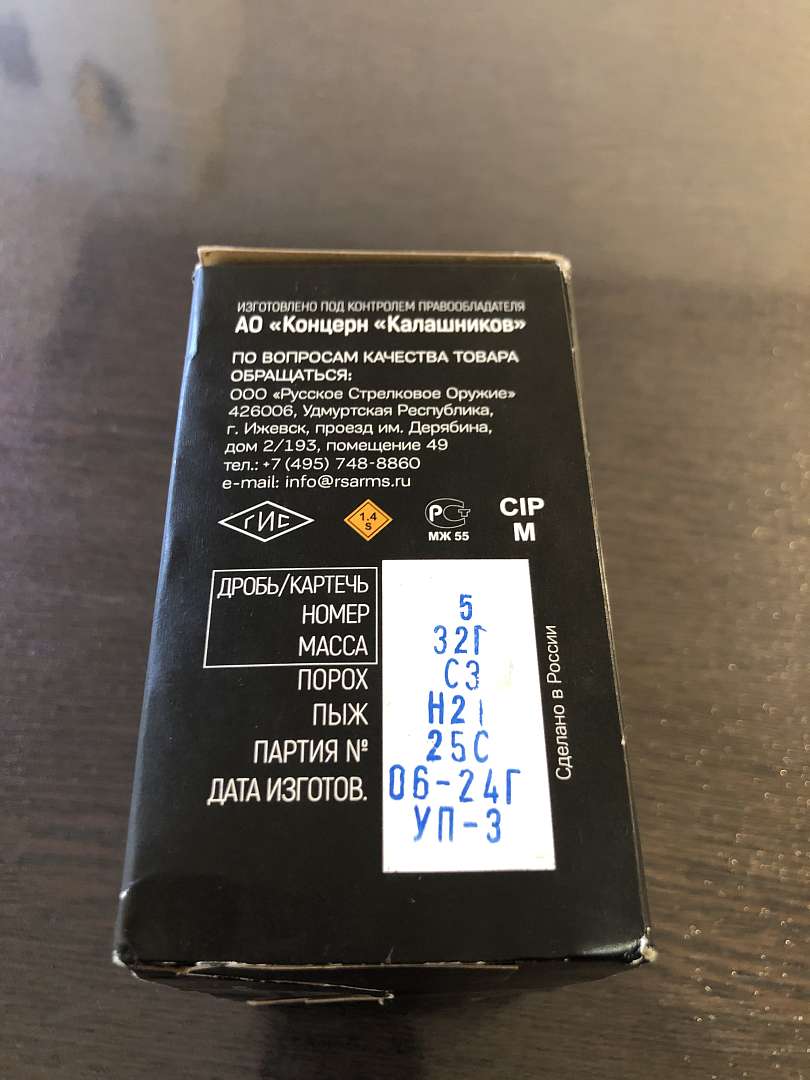 ИЗГОТОВЛЕНО ПОД КОНТРОЛЕМ ПРАВООБЛАДАТЕЛЯ
АО «Концерн «Калашников»
ПО ВОПРОСАМ КАЧЕСТВА ТОВАРА
ОБРАЩАТЬСЯ:
ООО «Русское Стрелковое Оружие»
426006, Удмуртская Республика,
г. Ижевск, проезд им. Дерябина,
дом 2/193, помещение 49
тел.: +7 (495) 748-8860
e-mail: info@rsarms.ru
ГИС
1.4
S
РСТ
МЖ 55
CIP
M
ДРОБЬ/КАРТЕЧЬ
НОМЕР 5
МАССА 32Г
ПОРОХ С3
ПЫЖ Н21
ПАРТИЯ № 25С
ДАТА ИЗГОТОВ. 06-24Г
УП-3
Сделано в России